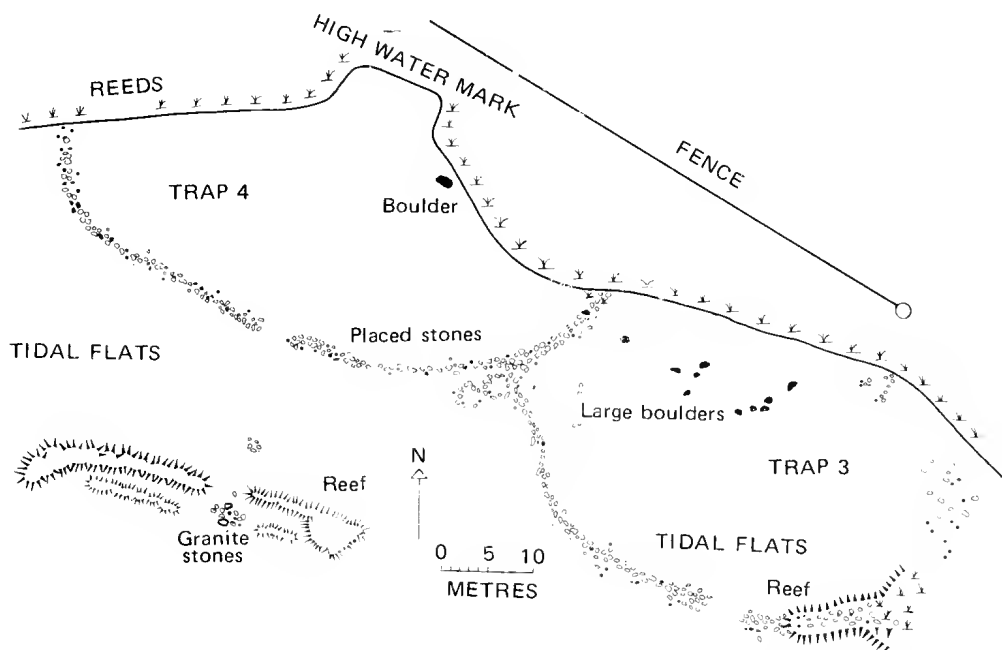 HIGH WATER MARK
REEDS
FENCE
TRAP 4
Boulder
Placed stones
TIDAL FLATS
Large boulders
N
TRAP 3
Reef
Granite
stones
0 5 10
METRES
TIDAL FLATS
Reef